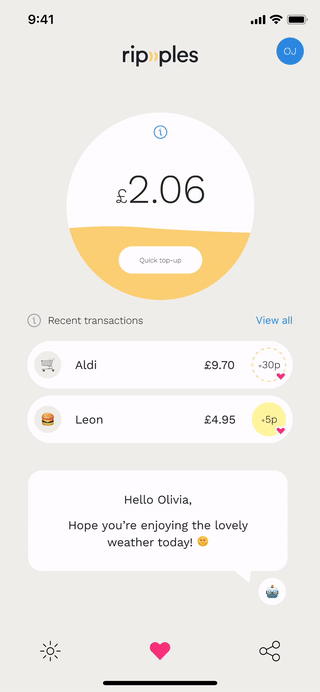 9:41
ripples
OJ
£2.06
Quick top-up
Recent transactions View all
Aldi £9.70 +30p
Leon £4.95 +5p
Hello Olivia,
Hope you’re enjoying the lovely
weather today! 😊